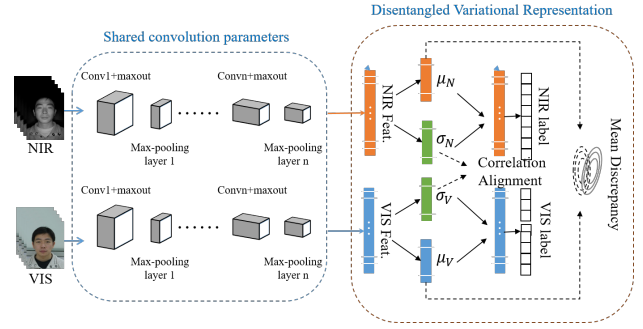 Disentangled Variational Representation
Shared convolution parameters
Conv1+maxout
Convn+maxout
Max-pooling
layer 1
Max-pooling
layer n
NIR
NIR Feat.
μN
σN
NIR label
Correlation
Alignment
Mean Discrepancy
Conv1+maxout
Convn+maxout
Max-pooling
layer 1
Max-pooling
layer n
VIS
VIS Feat.
σV
μV
VIS label